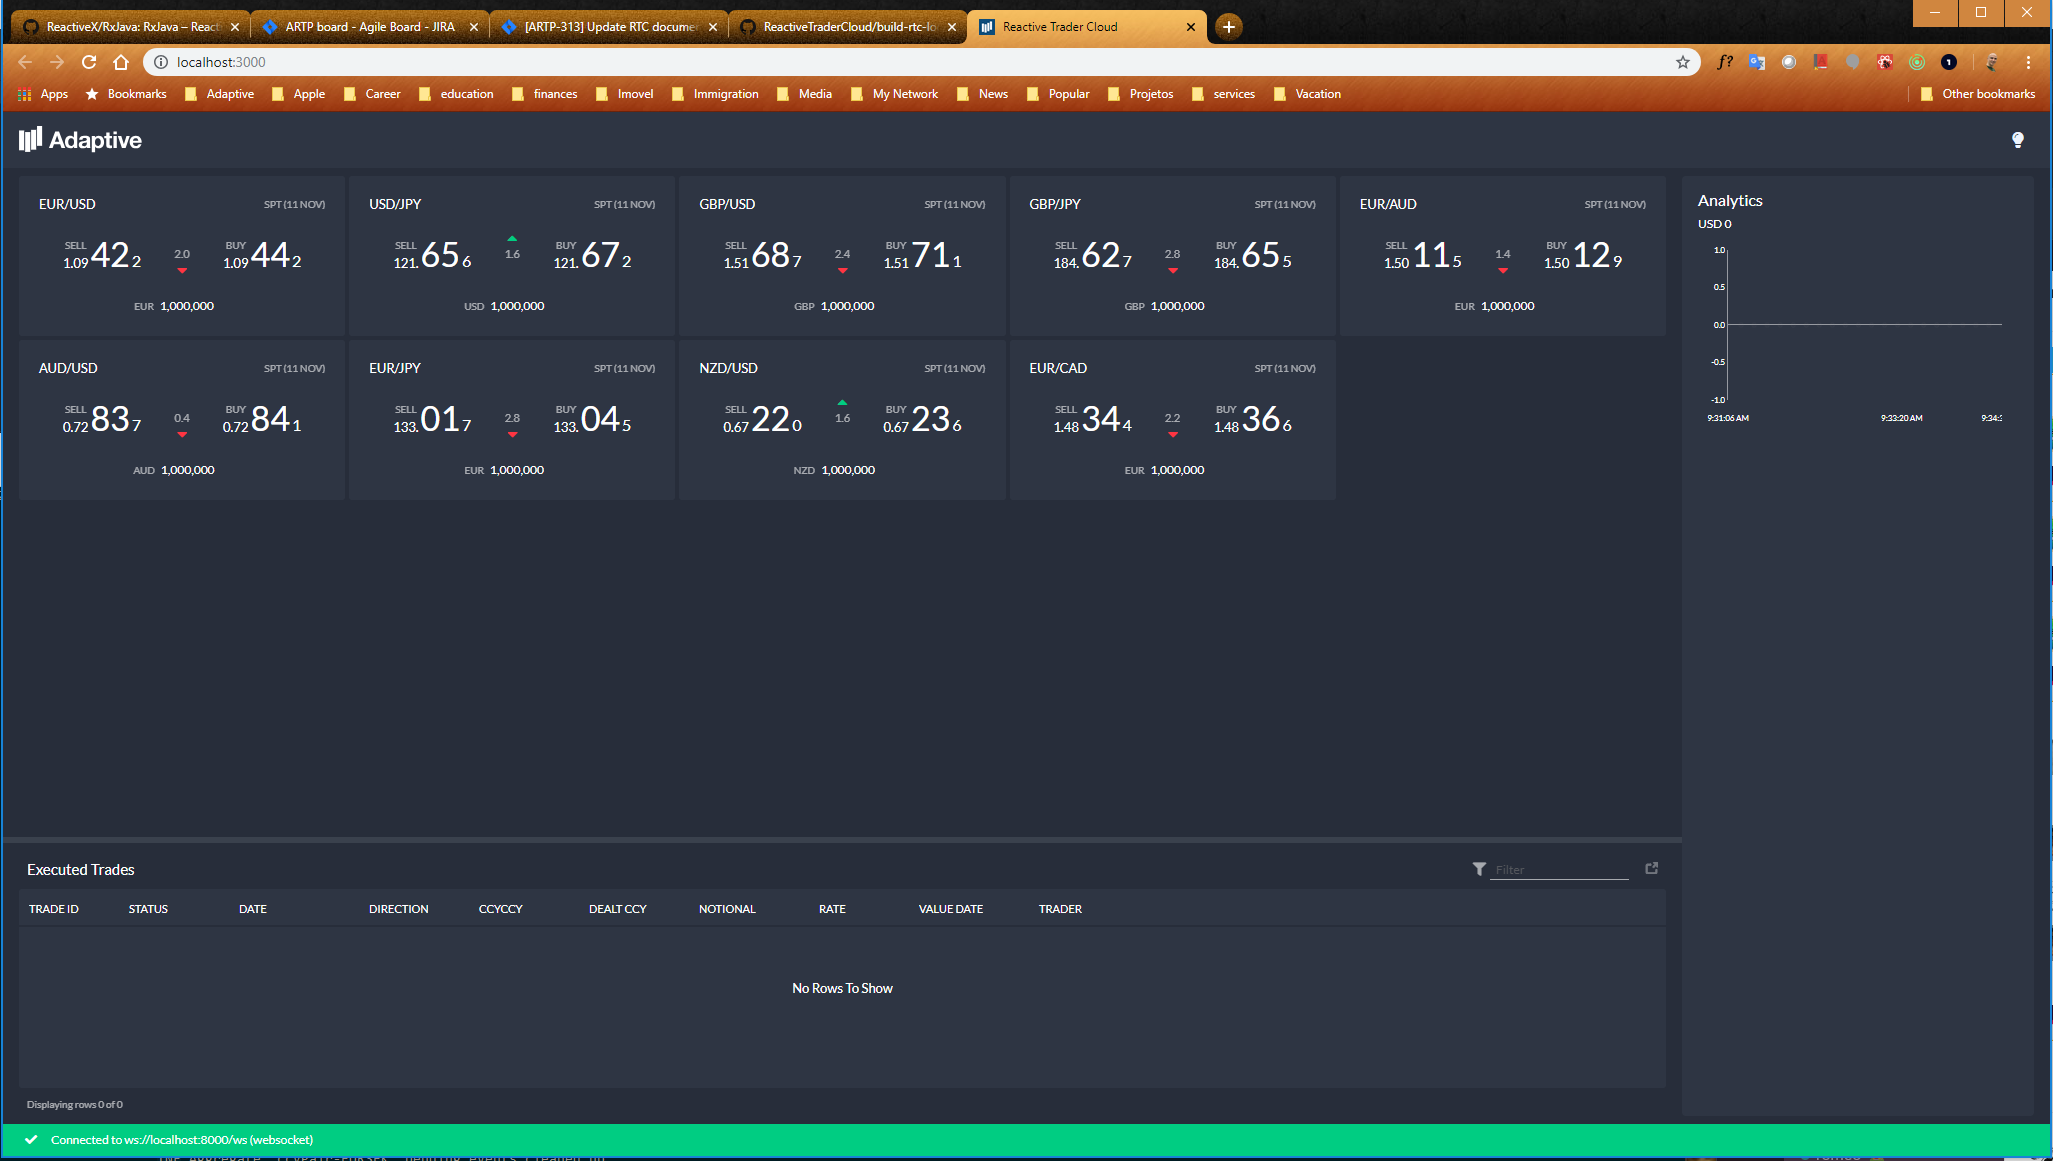 ReactiveX/RxJava: RxJava – React
ARTP board - Agile Board - JIRA
[ARTP-313] Update RTC documen
ReactiveTraderCloud/build-rtc-lo
Reactive Trader Cloud
localhost:3000
Apps Bookmarks Adaptive Apple Career education finances Imovel Immigration Media My Network News Popular Projetos services Vacation Other bookmarks
Adaptive
EUR/USD SPT (11 NOV)
SELL 1.09 42 2 2.0 BUY 1.09 44 2
EUR 1,000,000
USD/JPY SPT (11 NOV)
SELL 121. 65 6 1.6 BUY 121. 67 2
USD 1,000,000
GBP/USD SPT (11 NOV)
SELL 1.51 68 7 2.4 BUY 1.51 71 1
GBP 1,000,000
GBP/JPY SPT (11 NOV)
SELL 184. 62 7 2.8 BUY 184. 65 5
GBP 1,000,000
EUR/AUD SPT (11 NOV)
SELL 1.50 11 5 1.4 BUY 1.50 12 9
EUR 1,000,000
AUD/USD SPT (11 NOV)
SELL 0.72 83 7 0.4 BUY 0.72 84 1
AUD 1,000,000
EUR/JPY SPT (11 NOV)
SELL 133. 01 7 2.8 BUY 133. 04 5
EUR 1,000,000
NZD/USD SPT (11 NOV)
SELL 0.67 22 0 1.6 BUY 0.67 23 6
NZD 1,000,000
EUR/CAD SPT (11 NOV)
SELL 1.48 34 4 2.2 BUY 1.48 36 6
EUR 1,000,000
Analytics
USD 0
1.0
0.5
0.0
-0.5
-1.0
9:31:06 AM 9:33:20 AM 9:34:
Executed Trades
Filter
TRADE ID STATUS DATE DIRECTION CCYCCY DEALT CCY NOTIONAL RATE VALUE DATE TRADER
No Rows To Show
Displaying rows 0 of 0
Connected to ws://localhost:8000/ws (websocket)